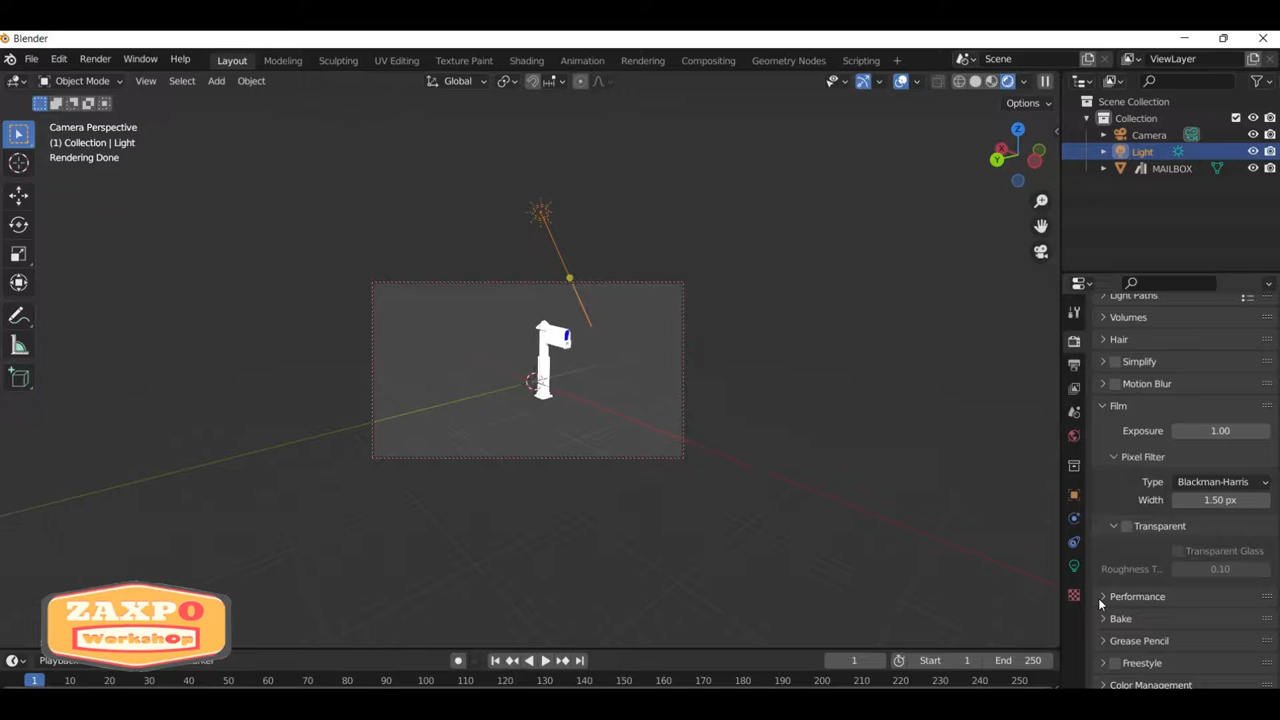 Blender
File Edit Render Window Help Layout Modeling Sculpting UV Editing Texture Paint Shading Animation Rendering Compositing Geometry Nodes Scripting + Scene ViewLayer
Object Mode View Select Add Object Global
Options
Camera Perspective
(1) Collection | Light
Rendering Done
Z
X
Y
Scene Collection
Collection
Camera
Light
MAILBOX
Light Paths
Volumes
Hair
Simplify
Motion Blur
Film
Exposure 1.00
Pixel Filter
Type Blackman-Harris
Width 1.50 px
Transparent
Transparent Glass
Roughness T... 0.10
Performance
Bake
Grease Pencil
Freestyle
Color Management
ZAXPO
Workshop
1 Start 1 End 250
1 10 20 30 40 50 60 70 80 90 100 110 120 130 140 150 160 170 180 190 200 210 220 230 240 250